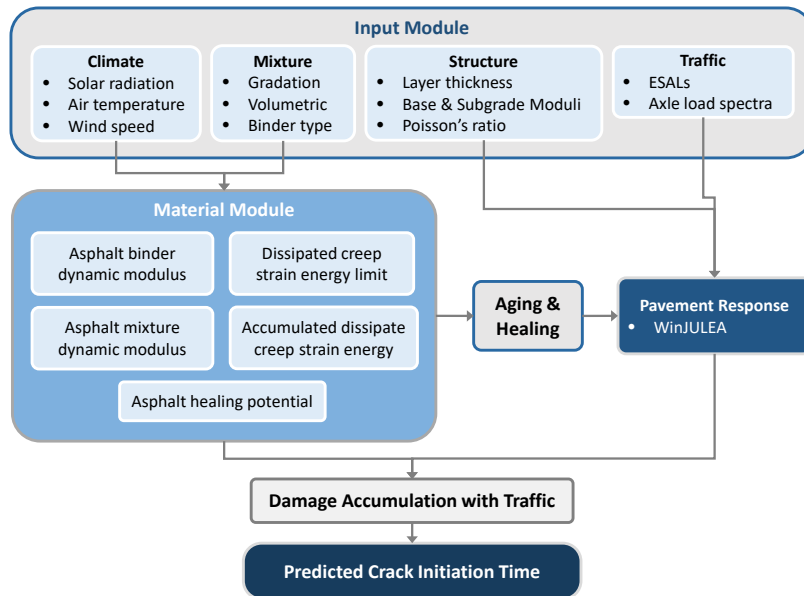 Input Module
Climate
• Solar radiation
• Air temperature
• Wind speed
Mixture
• Gradation
• Volumetric
• Binder type
Structure
• Layer thickness
• Base & Subgrade Moduli
• Poisson's ratio
Traffic
• ESALs
• Axle load spectra
Material Module
Asphalt binder
dynamic modulus
Dissipated creep
strain energy limit
Asphalt mixture
dynamic modulus
Accumulated dissipate
creep strain energy
Asphalt healing potential
Aging &
Healing
Pavement Response
• WinJULEA
Damage Accumulation with Traffic
Predicted Crack Initiation Time